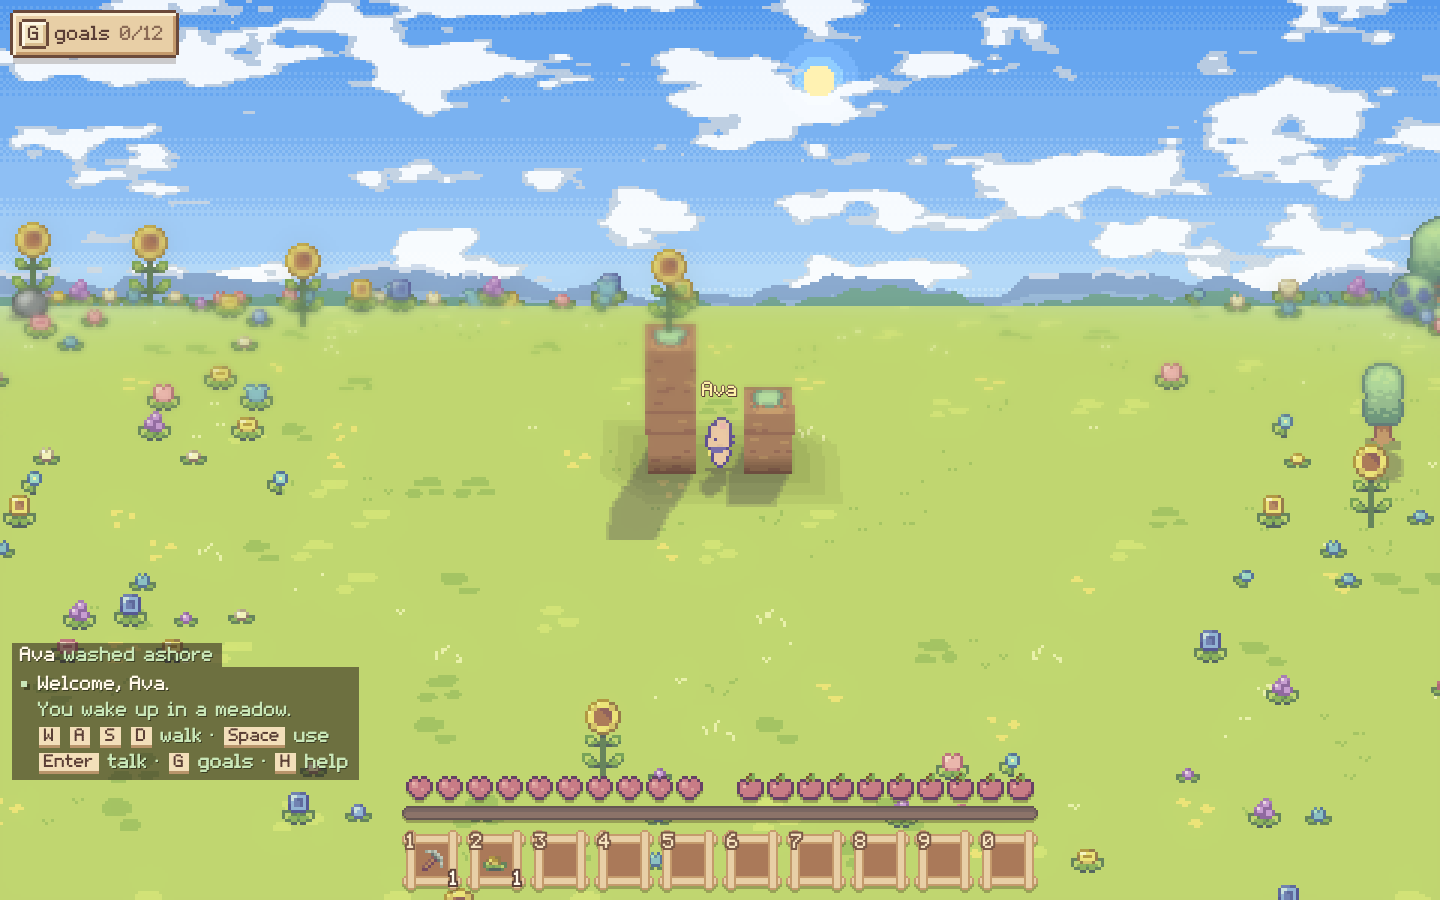 G goals 0/12
Ava
Ava washed ashore
Welcome, Ava.
You wake up in a meadow.
W A S D walk · Space use
Enter talk · G goals · H help
1 2 3 4 5 6 7 8 9 0
1 1